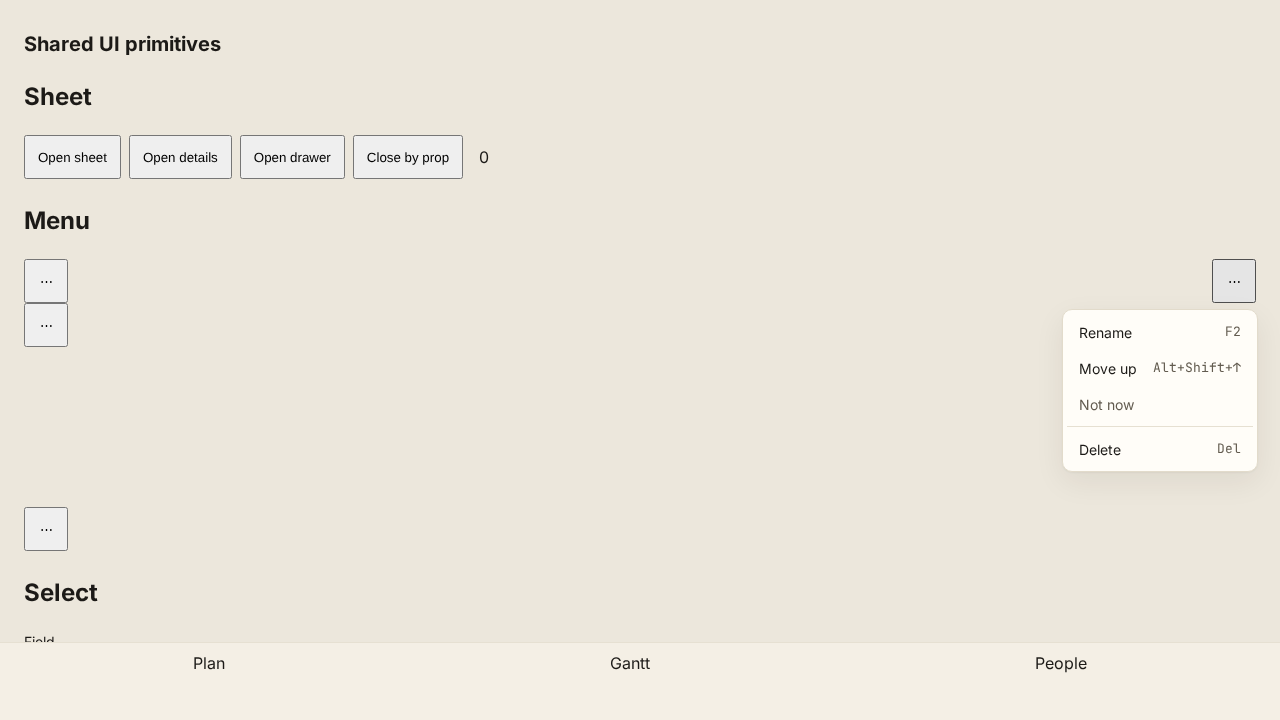 Shared UI primitives
Sheet
Open sheet
Open details
Open drawer
Close by prop
0
Menu
...
...
...
Rename F2
Move up Alt+Shift+↑
Not now
Delete Del
...
Select
Field
Plan
Gantt
People